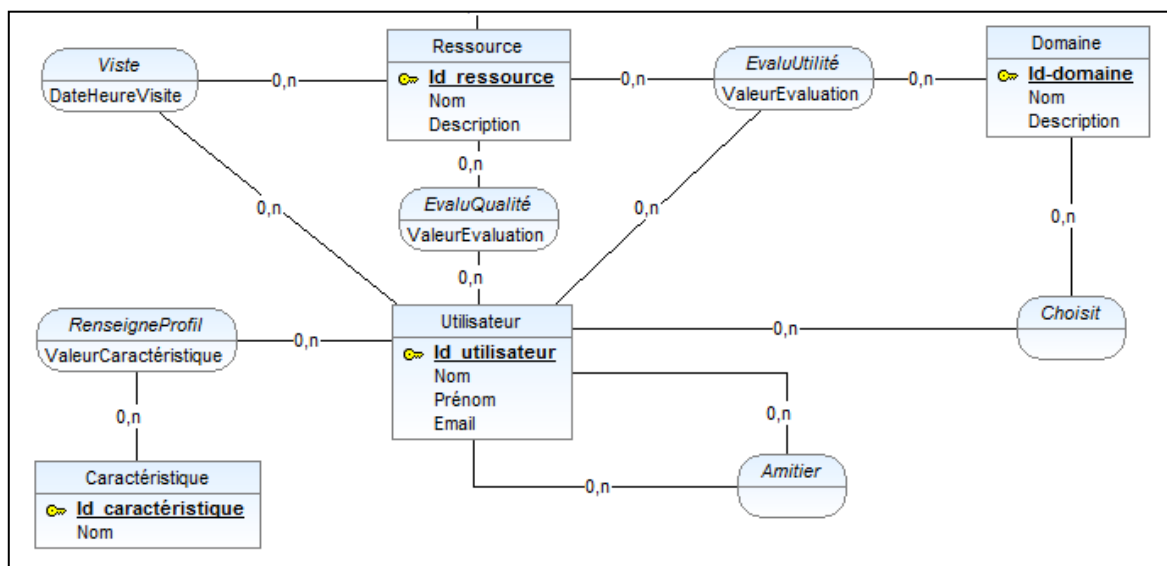 Viste
DateHeureVisite
0,n
Ressource
Id_ressource
Nom
Description
0,n
EvaluUtilité
ValeurEvaluation
0,n
Domaine
Id-domaine
Nom
Description
0,n
0,n
EvaluQualité
ValeurEvaluation
0,n
0,n
0,n
0,n
RenseigneProfil
ValeurCaractéristique
0,n
Utilisateur
Id_utilisateur
Nom
Prénom
Email
0,n
Choisit
0,n
0,n
Caractéristique
Id_caractéristique
Nom
0,n
Amitier